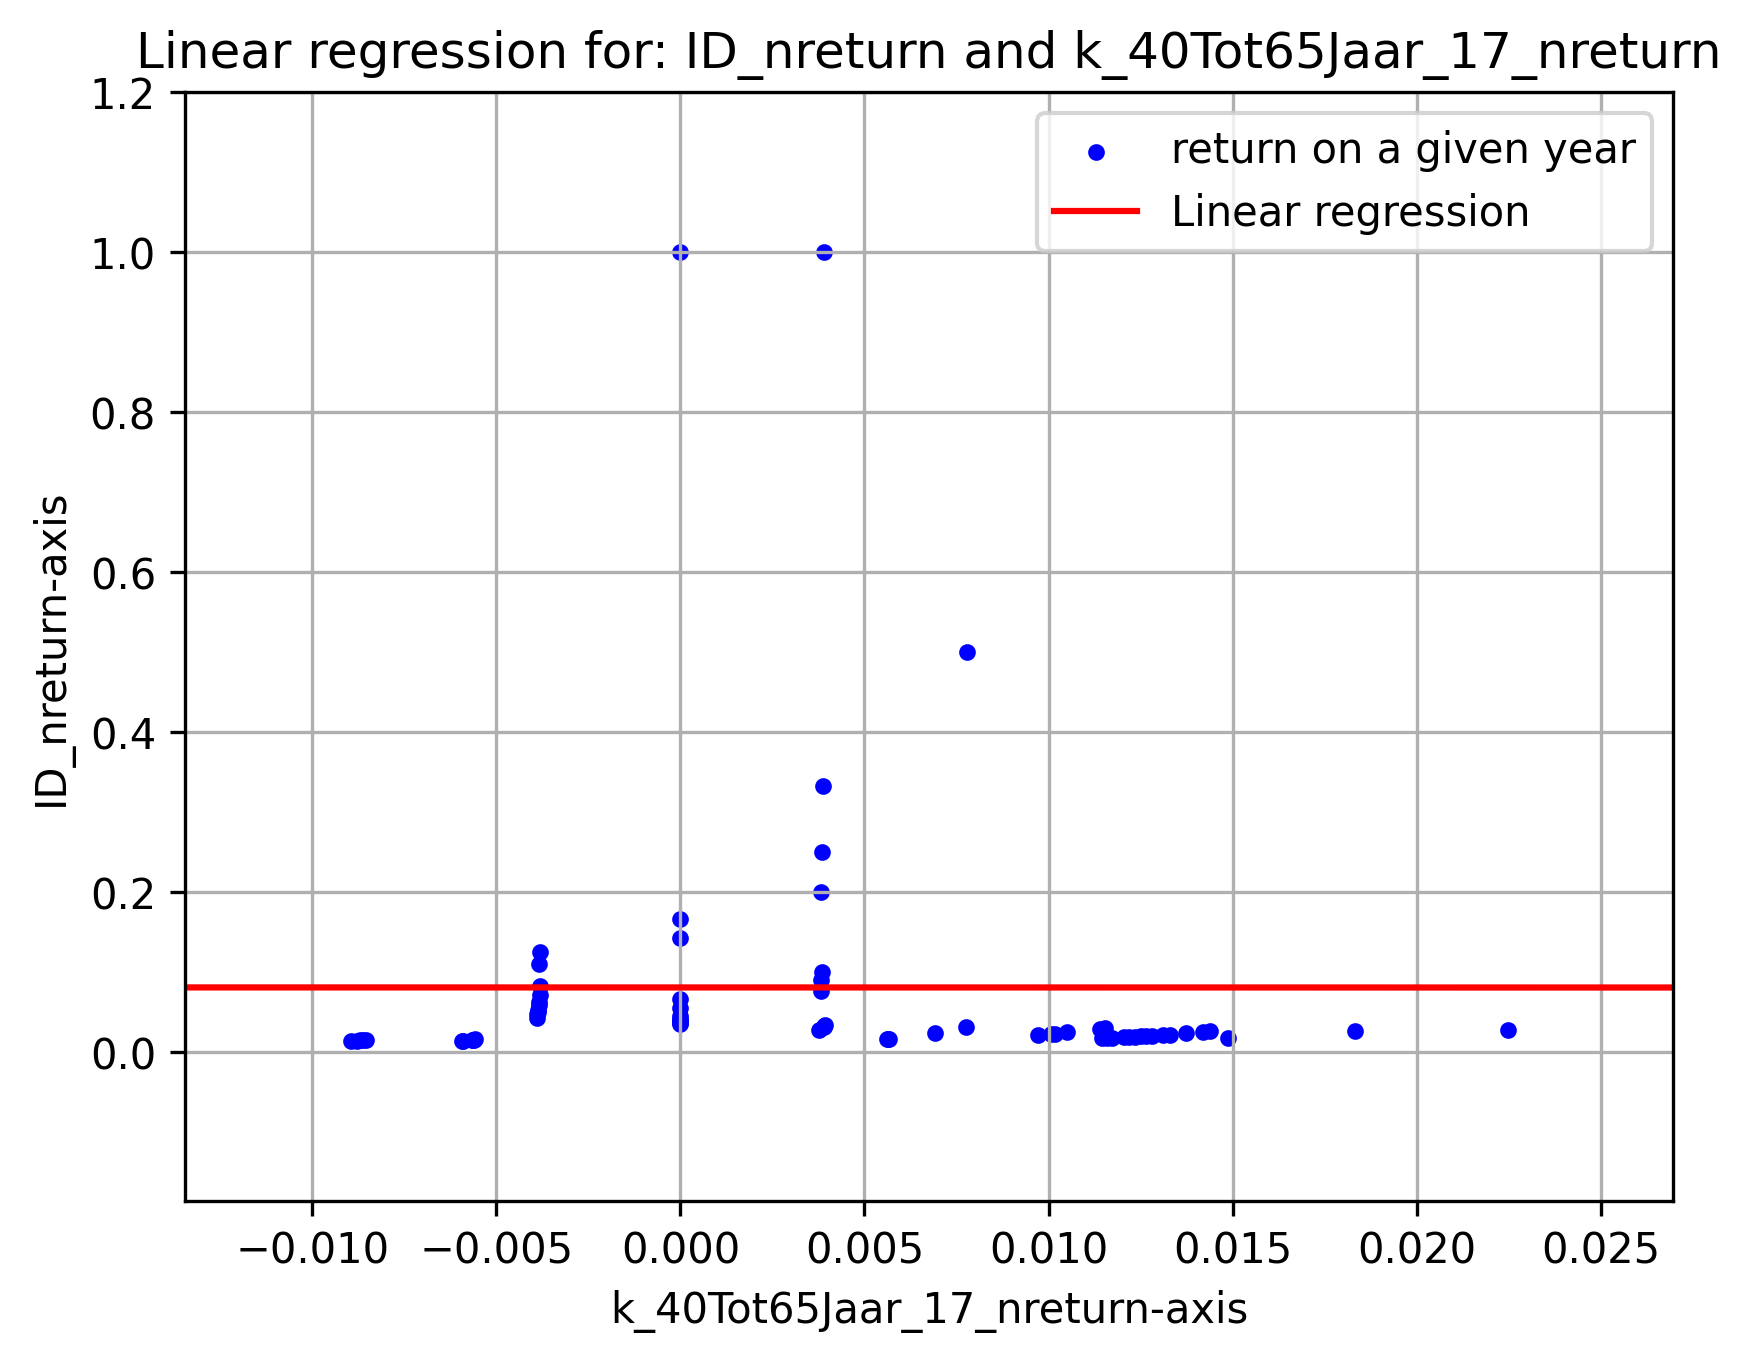 Linear regression for: ID_nreturn and k_40Tot65Jaar_17_nreturn
1.2
1.0
0.8
0.6
0.4
0.2
0.0
ID_nreturn-axis
return on a given year
Linear regression
−0.010 −0.005 0.000 0.005 0.010 0.015 0.020 0.025
k_40Tot65Jaar_17_nreturn-axis